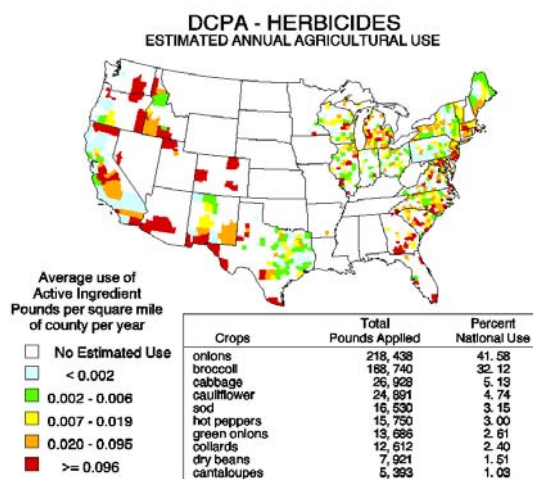 DCPA - HERBICIDES
ESTIMATED ANNUAL AGRICULTURAL USE
Average use of
Active Ingredient
Pounds per square mile
of county per year
No Estimated Use
< 0.002
0.002 - 0.006
0.007 - 0.019
0.020 - 0.095
>= 0.096
Crops Total Pounds Applied Percent National Use
onions 218,438 41.58
broccoli 168,740 32.12
cabbage 26,928 5.13
cauliflower 24,891 4.74
sod 16,530 3.15
hot peppers 15,750 3.00
green onions 13,686 2.61
collards 12,612 2.40
dry beans 7,921 1.51
cantaloupes 5,393 1.03